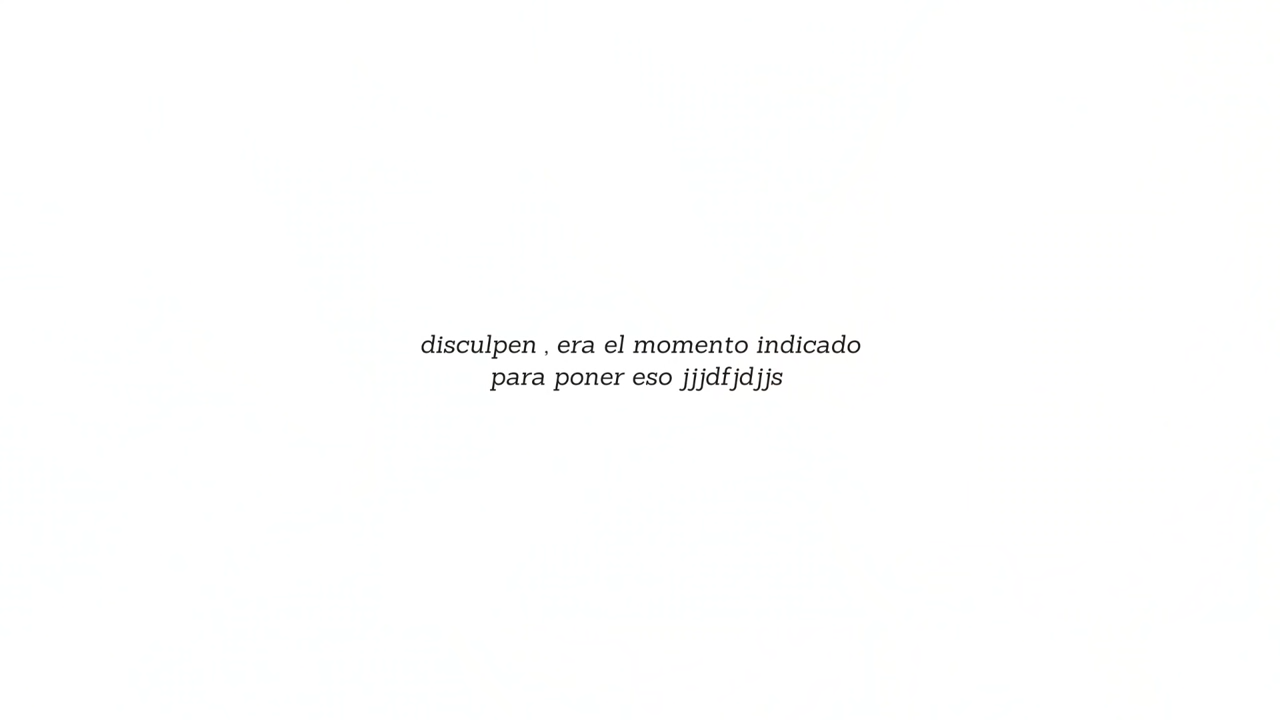 disculpen , era el momento indicado
para poner eso jjjdfjdjjs